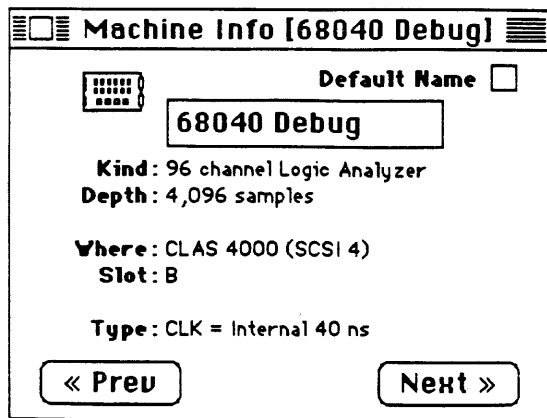 Machine Info [68040 Debug]
Default Name
68040 Debug
Kind: 96 channel Logic Analyzer
Depth: 4,096 samples
Where: CLAS 4000 (SCSI 4)
Slot: B
Type: CLK = Internal 40 ns
« Prev
Next »